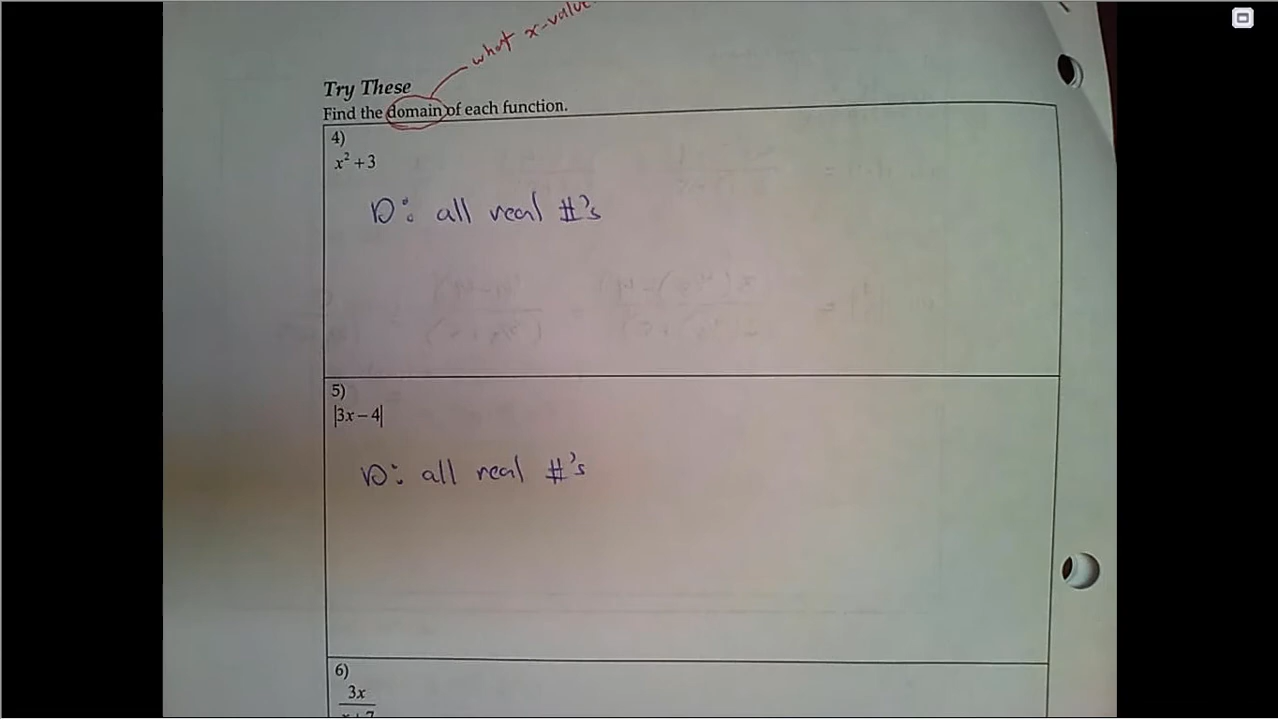 what x-value
Try These
Find the domain of each function.
4)
x² + 3
D: all real #'s
5)
|3x − 4|
D: all real #'s
6)
3x